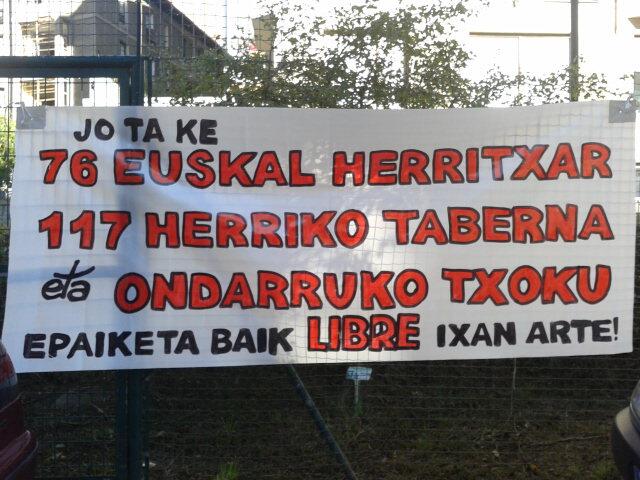 JO TA KE
76 EUSKAL HERRITXAR
117 HERRIKO TABERNA
eta ONDARRUKO TXOKU
EPAIKETA BAIK LIBRE IXAN ARTE!